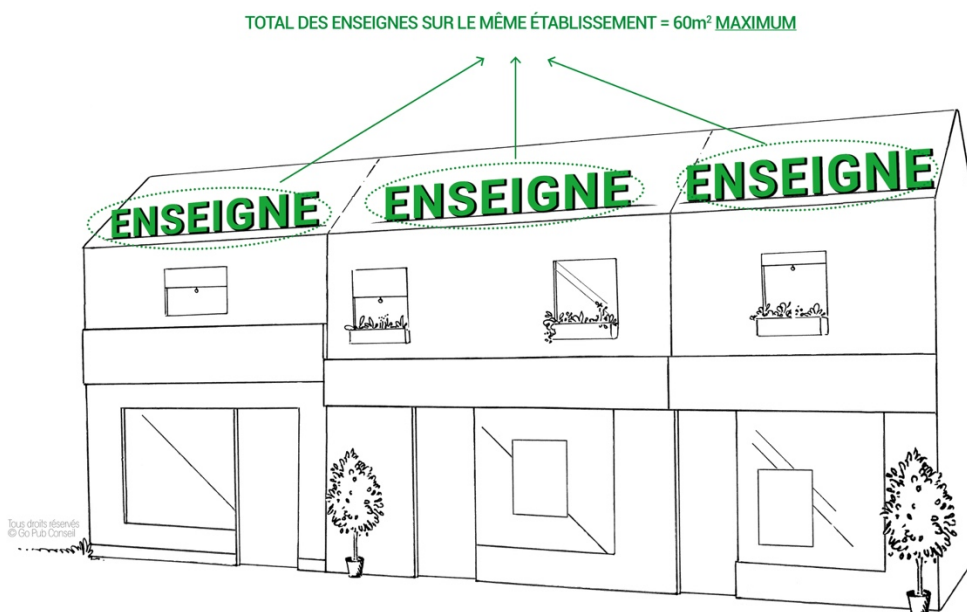 TOTAL DES ENSEIGNES SUR LE MÊME ÉTABLISSEMENT = 60m² MAXIMUM
ENSEIGNE
ENSEIGNE
ENSEIGNE
Tous droits réservés
© Go Pub Conseil